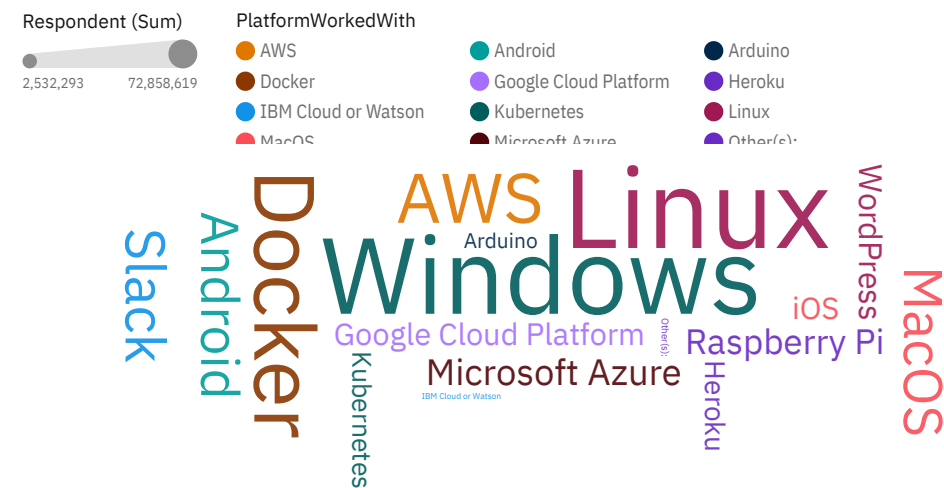 Respondent (Sum)
2,532,293
72,858,619
PlatformWorkedWith
AWS
Android
Arduino
Docker
Google Cloud Platform
Heroku
IBM Cloud or Watson
Kubernetes
Linux
MacOS
Microsoft Azure
Other(s):
Slack
Android
Docker
AWS
Linux
Arduino
Windows
WordPress
MacOS
iOS
Google Cloud Platform
Other(s):
Raspberry Pi
Kubernetes
Microsoft Azure
IBM Cloud or Watson
Heroku